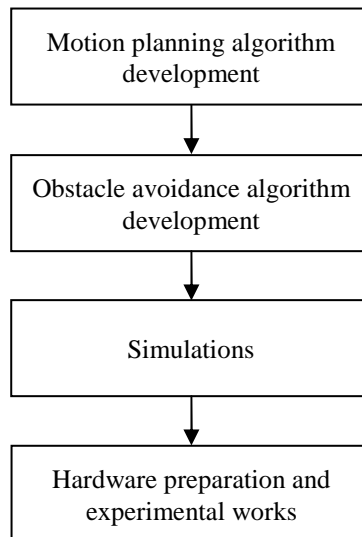 Motion planning algorithm
development
Obstacle avoidance algorithm
development
Simulations
Hardware preparation and
experimental works